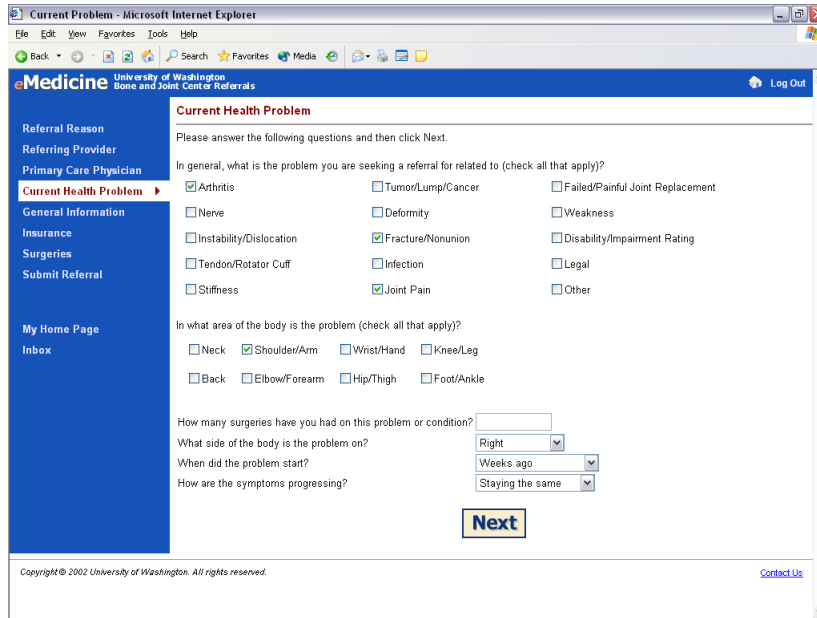 Current Problem - Microsoft Internet Explorer
File Edit View Favorites Tools Help
Back Search Favorites Media
eMedicine University of Washington
Bone and Joint Center Referrals
Log Out
Referral Reason
Referring Provider
Primary Care Physician
Current Health Problem
General Information
Insurance
Surgeries
Submit Referral
My Home Page
Inbox
Current Health Problem
Please answer the following questions and then click Next.
In general, what is the problem you are seeking a referral for related to (check all that apply)?
Arthritis Tumor/Lump/Cancer Failed/Painful Joint Replacement
Nerve Deformity Weakness
Instability/Dislocation Fracture/Nonunion Disability/Impairment Rating
Tendon/Rotator Cuff Infection Legal
Stiffness Joint Pain Other
In what area of the body is the problem (check all that apply)?
Neck Shoulder/Arm Wrist/Hand Knee/Leg
Back Elbow/Forearm Hip/Thigh Foot/Ankle
How many surgeries have you had on this problem or condition?
What side of the body is the problem on? Right
When did the problem start? Weeks ago
How are the symptoms progressing? Staying the same
Next
Copyright © 2002 University of Washington. All rights reserved.
Contact Us